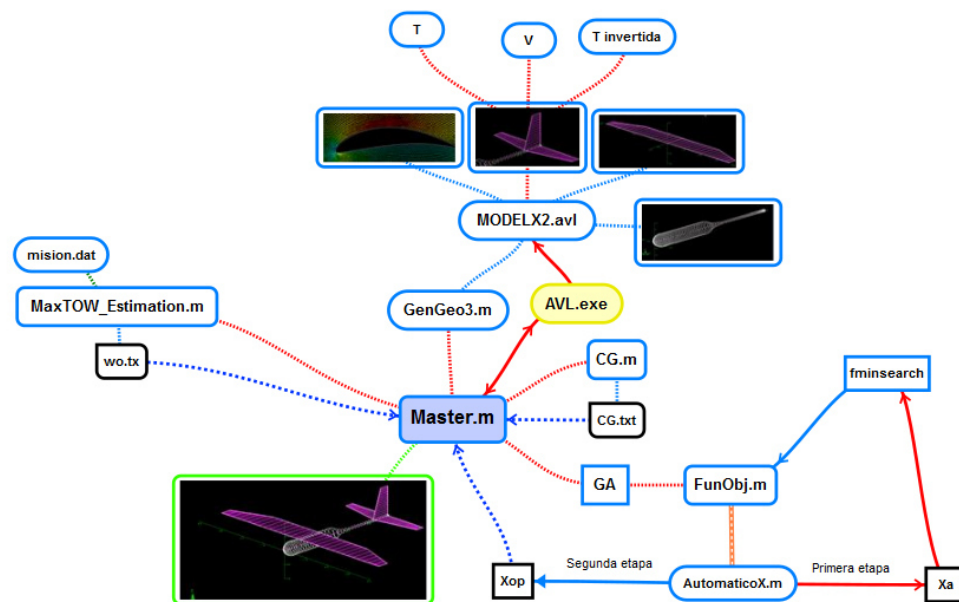 T
V
T invertida
MODELX2.avl
mision.dat
MaxTOW_Estimation.m
GenGeo3.m
AVL.exe
wo.tx
CG.m
fminsearch
Master.m
CG.txt
GA
FunObj.m
Segunda etapa
Primera etapa
Xop
AutomaticoX.m
Xa